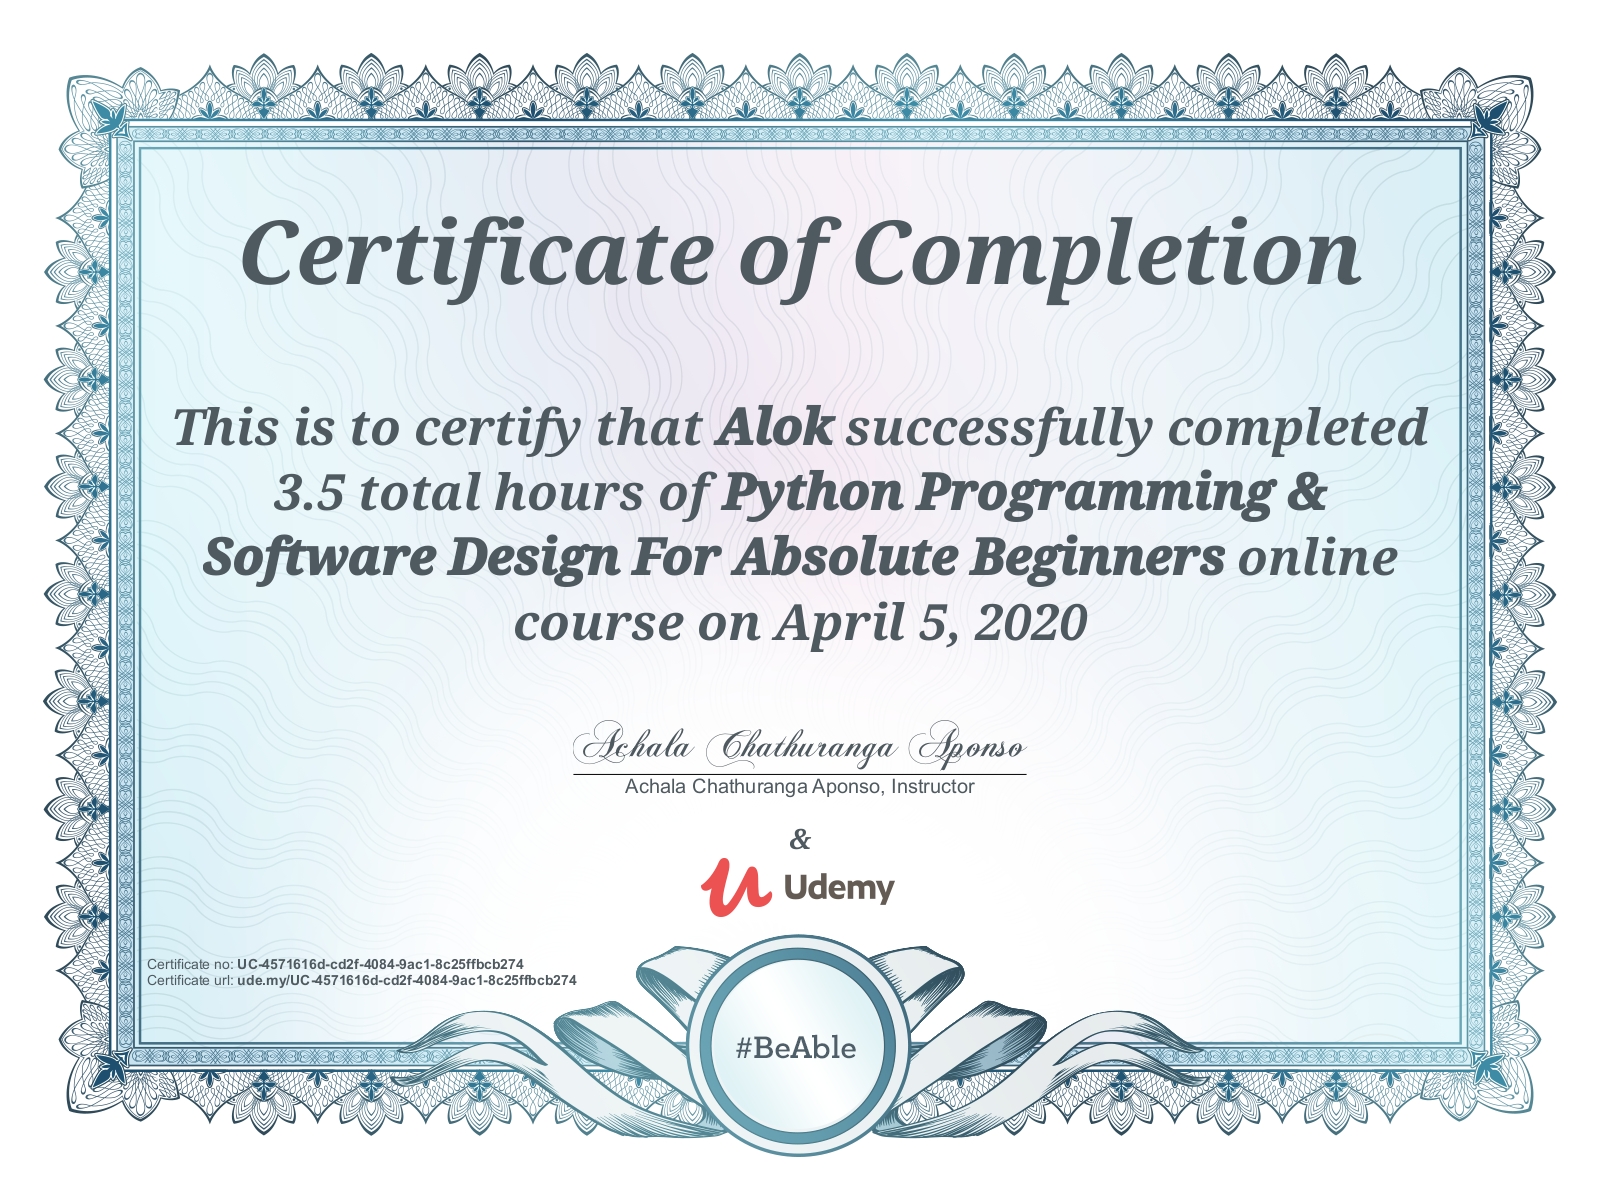 Certificate of Completion
This is to certify that Alok successfully completed
3.5 total hours of Python Programming &
Software Design For Absolute Beginners online
course on April 5, 2020
Achala Chathuranga Aponso
Achala Chathuranga Aponso, Instructor
&
Udemy
Certificate no: UC-4571616d-cd2f-4084-9ac1-8c25ffbcb274
Certificate url: ude.my/UC-4571616d-cd2f-4084-9ac1-8c25ffbcb274
#BeAble